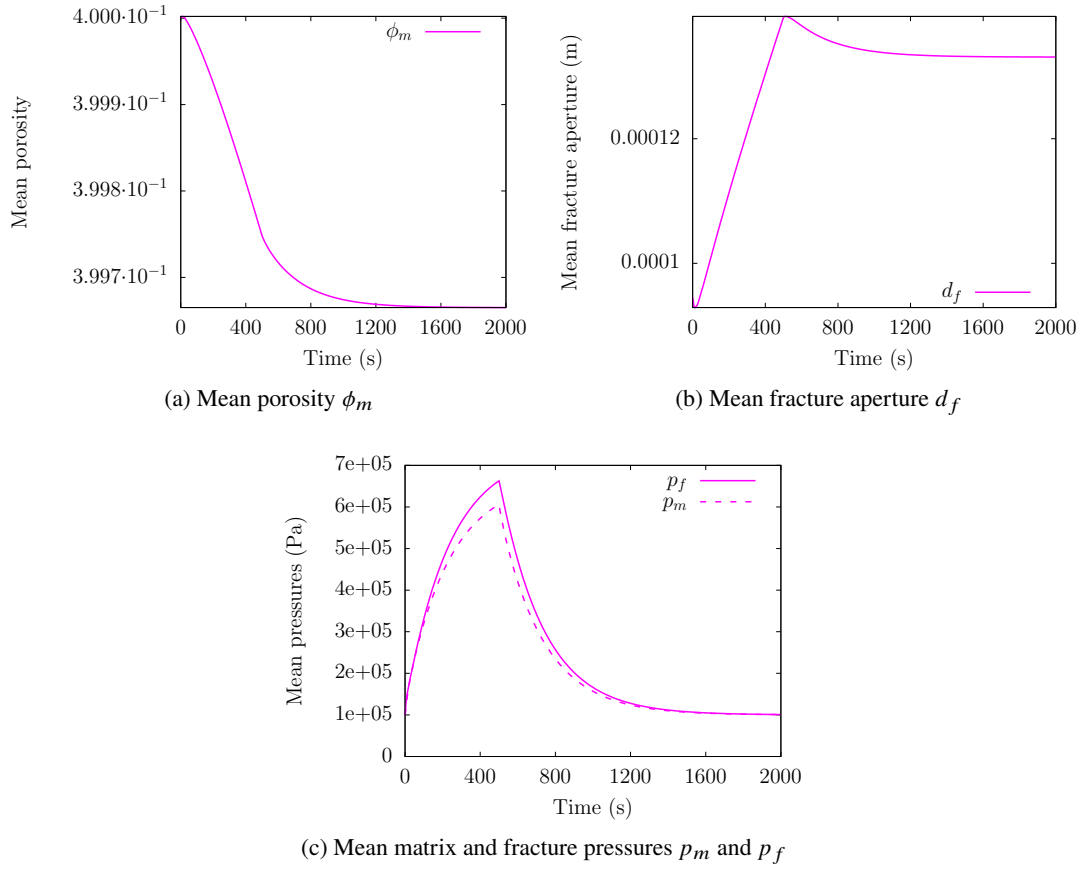 4.000·10⁻¹
3.999·10⁻¹
3.998·10⁻¹
3.997·10⁻¹
Mean porosity
ϕₘ
0 400 800 1200 1600 2000
Time (s)
(a) Mean porosity ϕₘ
0.00012
0.0001
Mean fracture aperture (m)
d_f
0 400 800 1200 1600 2000
Time (s)
(b) Mean fracture aperture d_f
7e+05
6e+05
5e+05
4e+05
3e+05
2e+05
1e+05
0
Mean pressures (Pa)
p_f
pₘ
0 400 800 1200 1600 2000
Time (s)
(c) Mean matrix and fracture pressures pₘ and p_f